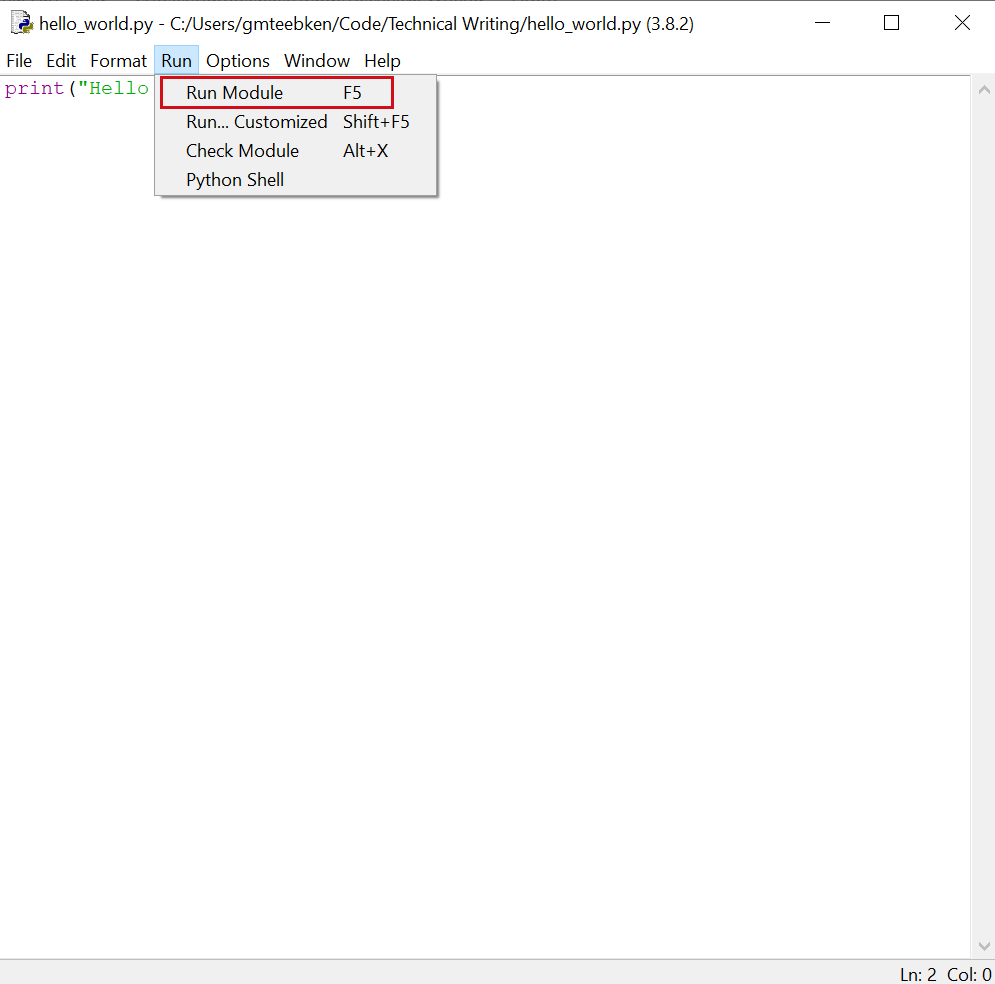 hello_world.py - C:/Users/gmteebken/Code/Technical Writing/hello_world.py (3.8.2)
File Edit Format Run Options Window Help
print("Hello
Run Module F5
Run... Customized Shift+F5
Check Module Alt+X
Python Shell
Ln: 2 Col: 0